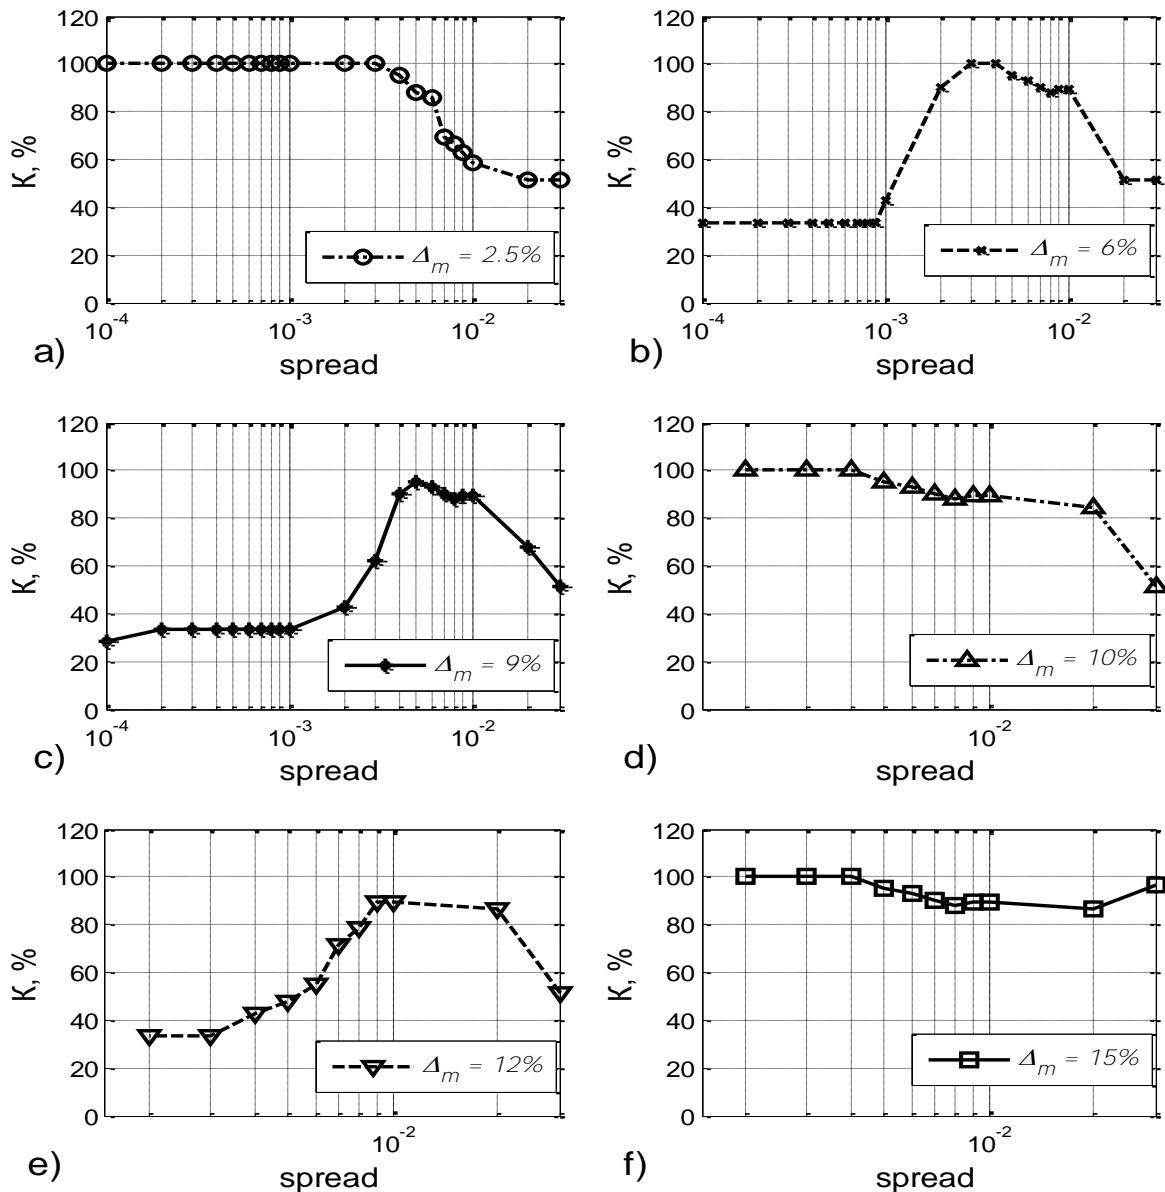 120
100
80
60
40
20
0
K, %
Δm = 2.5%
10-4
10-3
10-2
spread
a)
120
100
80
60
40
20
0
K, %
Δm = 6%
10-4
10-3
10-2
spread
b)
120
100
80
60
40
20
0
K, %
Δm = 9%
10-4
10-3
10-2
spread
c)
120
100
80
60
40
20
0
K, %
Δm = 10%
10-2
spread
d)
120
100
80
60
40
20
0
K, %
Δm = 12%
10-2
spread
e)
120
100
80
60
40
20
0
K, %
Δm = 15%
10-2
spread
f)